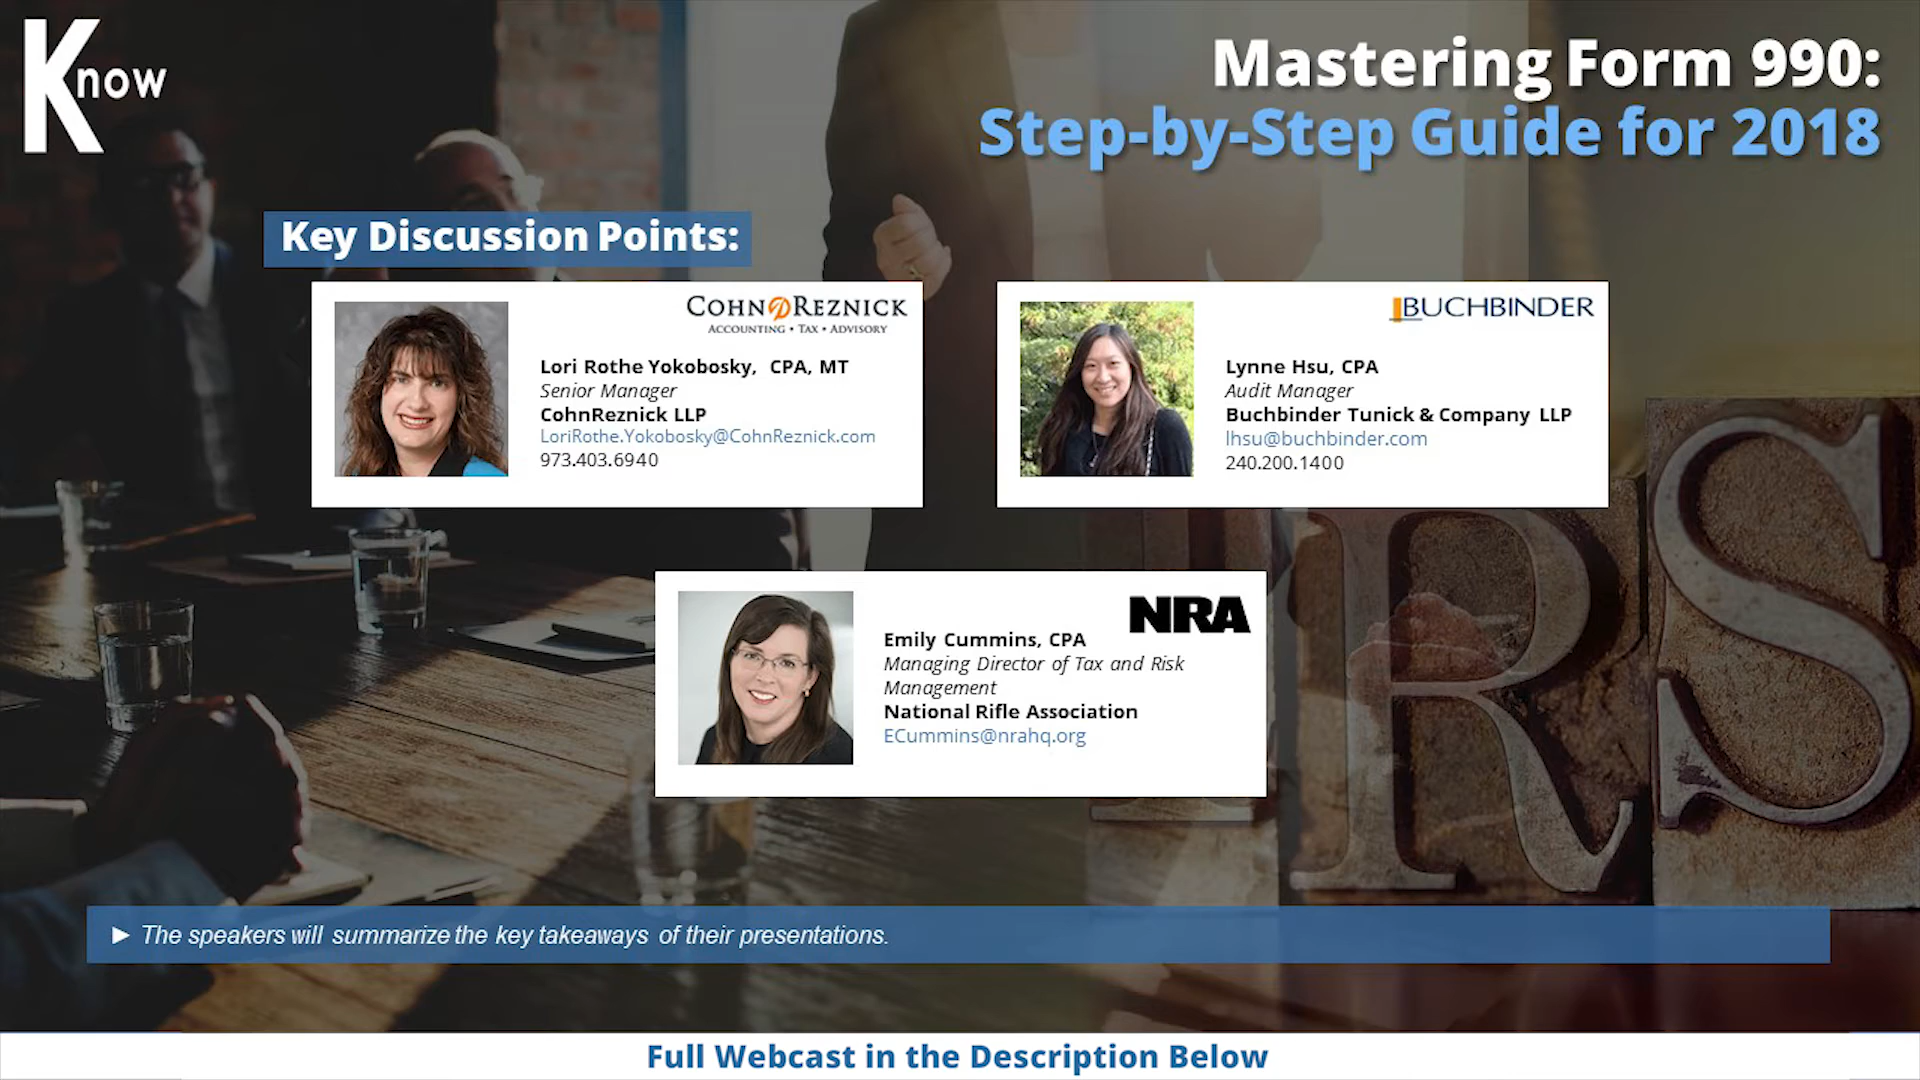 Know
Mastering Form 990:
Step-by-Step Guide for 2018
Key Discussion Points:
COHNREZNICK
ACCOUNTING • TAX • ADVISORY
Lori Rothe Yokobosky, CPA, MT
Senior Manager
CohnReznick LLP
LoriRothe.Yokobosky@CohnReznick.com
973.403.6940
BUCHBINDER
Lynne Hsu, CPA
Audit Manager
Buchbinder Tunick & Company LLP
lhsu@buchbinder.com
240.200.1400
NRA
Emily Cummins, CPA
Managing Director of Tax and Risk
Management
National Rifle Association
ECummins@nrahq.org
IRS
► The speakers will summarize the key takeaways of their presentations.
Full Webcast in the Description Below